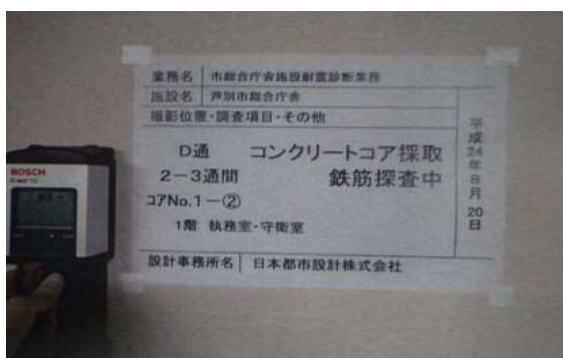 業務名 市総合庁舎施設耐震診断業務
施設名 芦別市総合庁舎
撮影位置・調査項目・その他
D通 コンクリートコア採取
2-3通間 鉄筋探査中
コアNo.1-②
1階 執務室・守衛室
平成24年8月20日
設計事務所名 日本都市設計株式会社
BOSCH